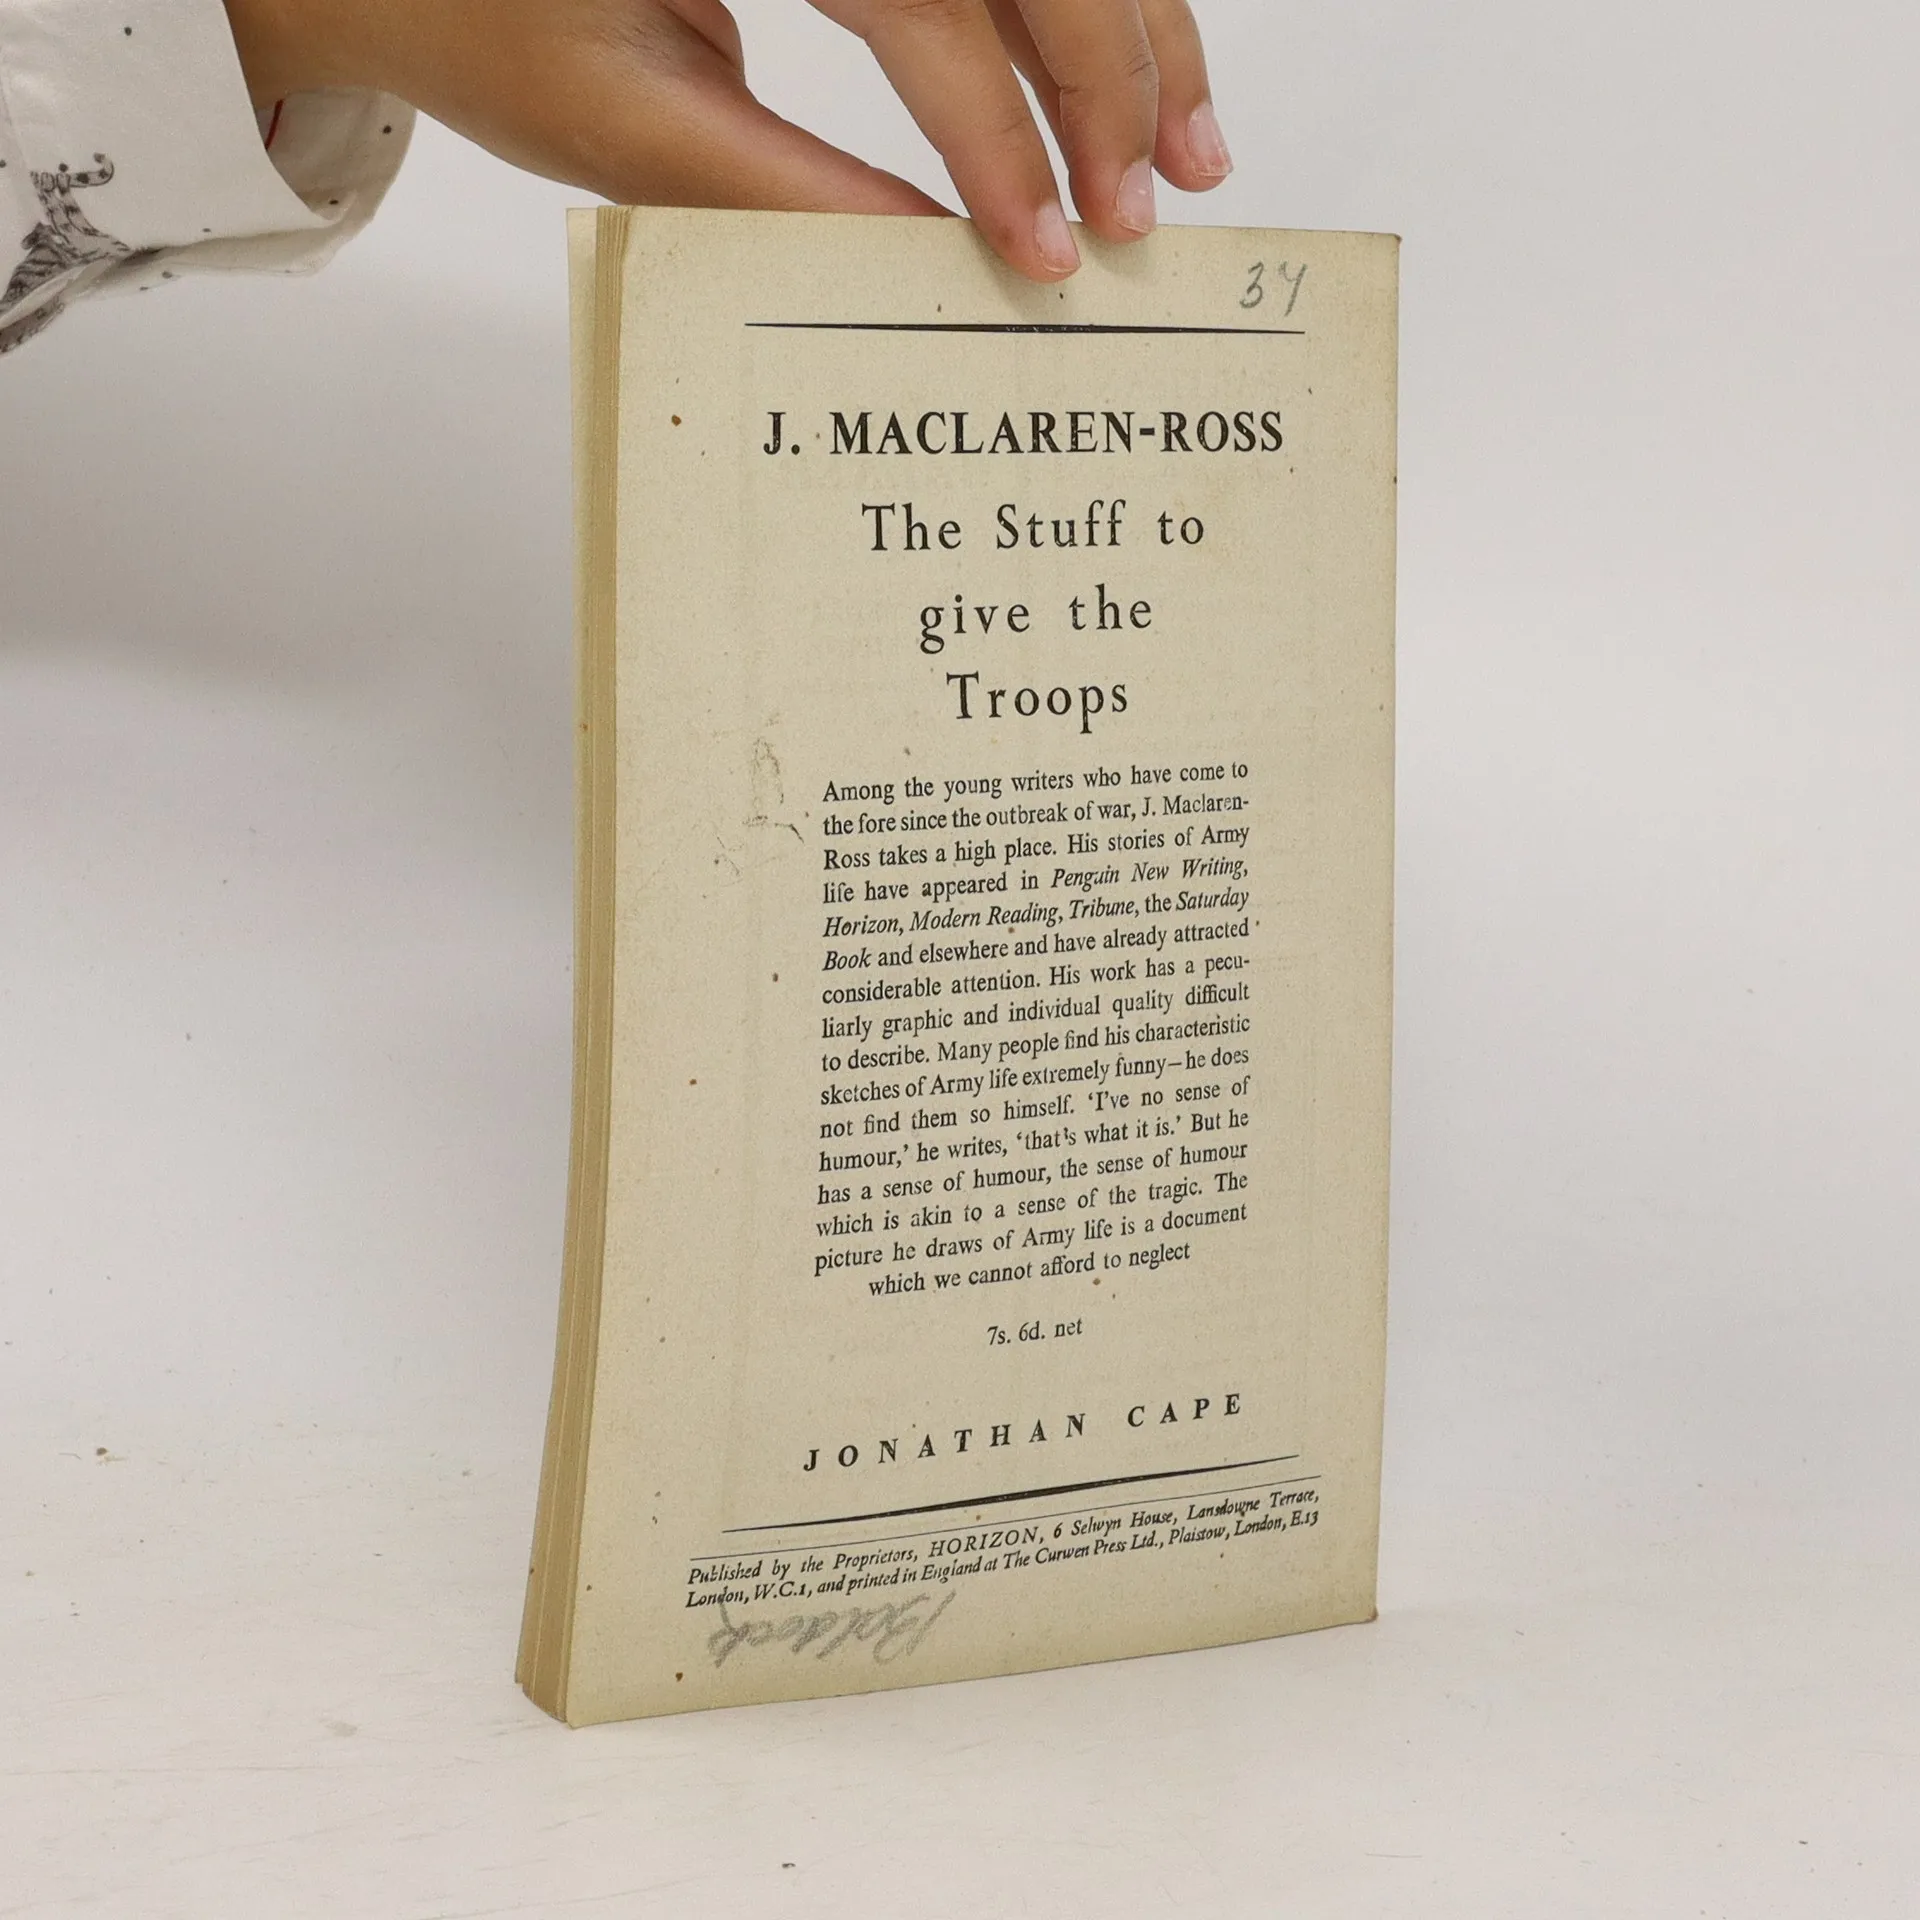 34
J. MACLAREN-ROSS
The Stuff to
give the
Troops
Among the young writers who have come to
the fore since the outbreak of war, J. Maclaren-
Ross takes a high place. His stories of Army
life have appeared in Penguin New Writing,
Horizon, Modern Reading, Tribune, the Saturday
Book and elsewhere and have already attracted
considerable attention. His work has a pecu-
liarly graphic and individual quality difficult
to describe. Many people find his characteristic
sketches of Army life extremely funny—he does
not find them so himself. ‘I’ve no sense of
humour,’ he writes, ‘that’s what it is.’ But he
has a sense of humour, the sense of humour
which is akin to a sense of the tragic. The
picture he draws of Army life is a document
which we cannot afford to neglect
7s. 6d. net
JONATHAN CAPE
Published by the Proprietors, HORIZON, 6 Selwyn House, Lansdowne Terrace,
London, W.C.1, and printed in England at The Curwen Press Ltd., Plaistow, London, E.13